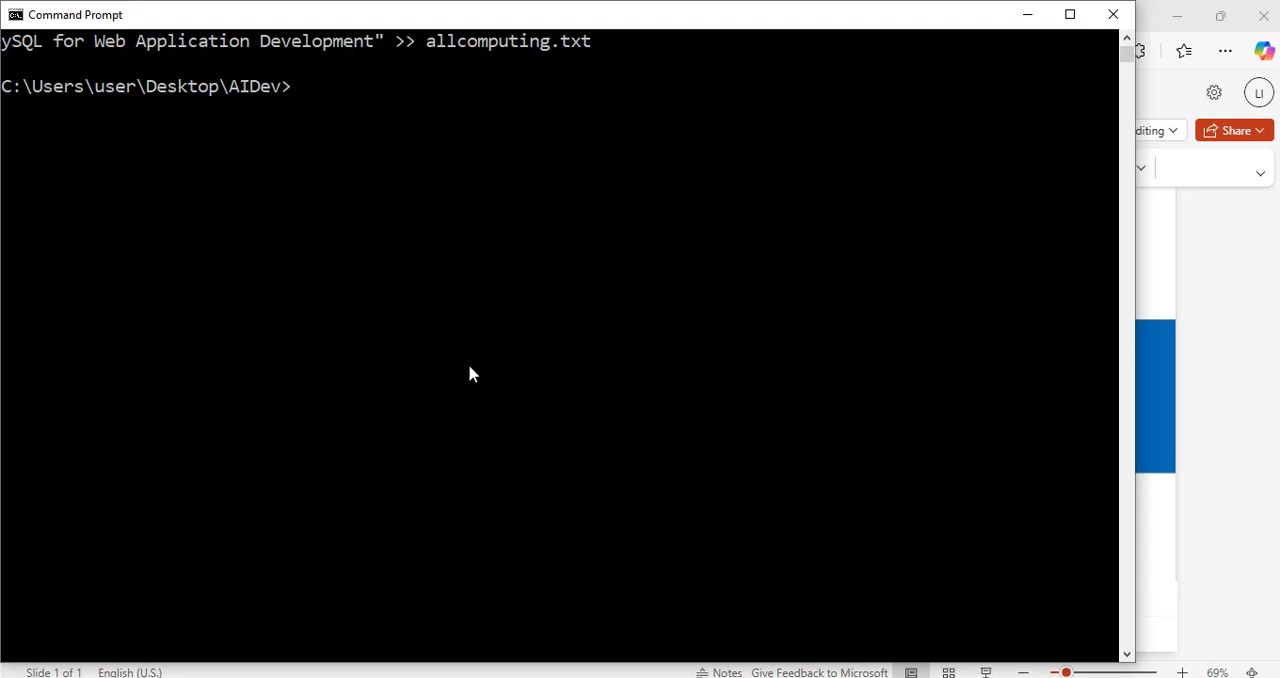 Command Prompt
ySQL for Web Application Development" >> allcomputing.txt
C:\Users\user\Desktop\AIDev>
LI
diting
Share
Slide 1 of 1 English (U.S.) Notes Give Feedback to Microsoft 69%